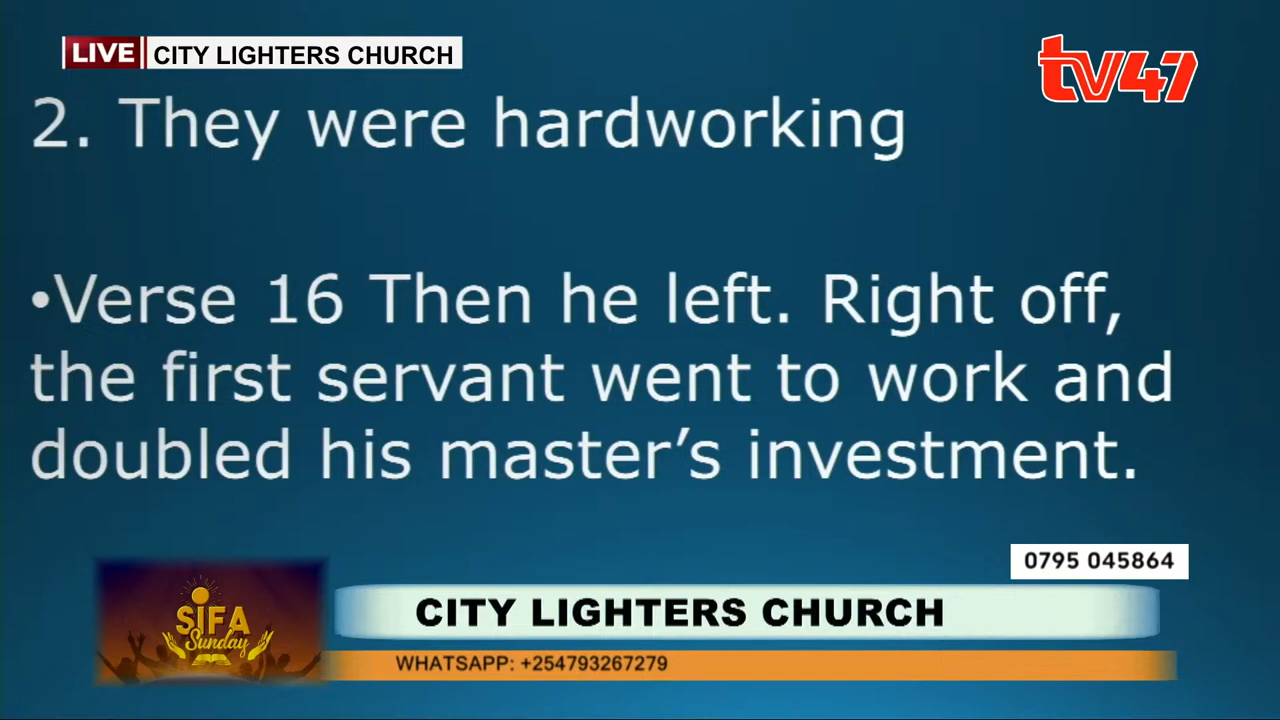 LIVE CITY LIGHTERS CHURCH
tv47
2. They were hardworking
•Verse 16 Then he left. Right off,
the first servant went to work and
doubled his master’s investment.
0795 045864
SIFA
Sunday
CITY LIGHTERS CHURCH
WHATSAPP: +254793267279